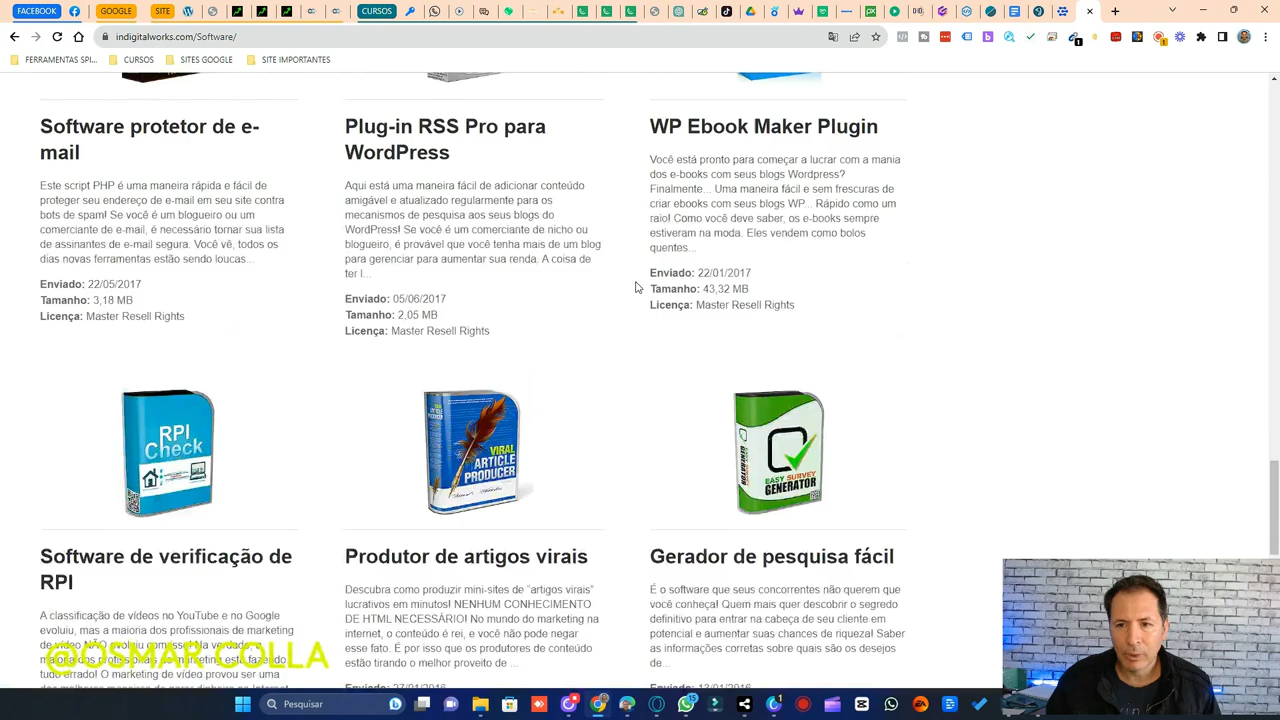 FACEBOOK
GOOGLE
SITE
CURSOS
indigitalworks.com/Software/
FERRAMENTAS SPI...
CURSOS
SITES GOOGLE
SITE IMPORTANTES
Software protetor de e-
mail
Este script PHP é uma maneira rápida e fácil de
proteger seu endereço de e-mail em seu site contra
bots de spam! Se você é um blogueiro ou um
comerciante de e-mail, é necessário tornar sua lista
de assinantes de e-mail segura. Você vê, todos os
dias novas ferramentas estão sendo loucas...
Enviado: 22/05/2017
Tamanho: 3,18 MB
Licença: Master Resell Rights
Plug-in RSS Pro para
WordPress
Aqui está uma maneira fácil de adicionar conteúdo
amigável e atualizado regularmente para os
mecanismos de pesquisa aos seus blogs do
WordPress! Se você é um comerciante de nicho ou
blogueiro, é provável que você tenha mais de um blog
para gerenciar para aumentar sua renda. A coisa de
ter I...
Enviado: 05/06/2017
Tamanho: 2,05 MB
Licença: Master Resell Rights
WP Ebook Maker Plugin
Você está pronto para começar a lucrar com a mania
dos e-books com seus blogs Wordpress?
Finalmente... Uma maneira fácil e sem frescuras de
criar ebooks com seus blogs WP... Rápido como um
raio! Como você deve saber, os e-books sempre
estiveram na moda. Eles vendem como bolos
quentes...
Enviado: 22/01/2017
Tamanho: 43,32 MB
Licença: Master Resell Rights
RPI
Check
VIRAL
ARTICLE
PRODUCER
EASY SURVEY
GENERATOR
Software de verificação de
RPI
A classificação de vídeos no YouTube e no Google
evoluiu, mas a maioria dos profissionais de marketing
tudo errado! O marketing de vídeo provou ser uma
Produtor de artigos virais
Descubra como produzir mini-sites de "artigos virais"
lucrativos em minutos! NENHUM CONHECIMENTO
DE HTML NECESSÁRIO! No mundo do marketing na
internet, o conteúdo é rei, e você não pode negar
esse fato. É por isso que os produtores de conteúdo
estão tirando o melhor proveito de ...
Gerador de pesquisa fácil
É o software que seus concorrentes não querem que
você conheça! Quem mais quer descobrir o segredo
definitivo para entrar na cabeça de seu cliente em
potencial e aumentar suas chances de riqueza! Saber
as informações corretas sobre quais são os desejos
de...
GOLLA
Pesquisar